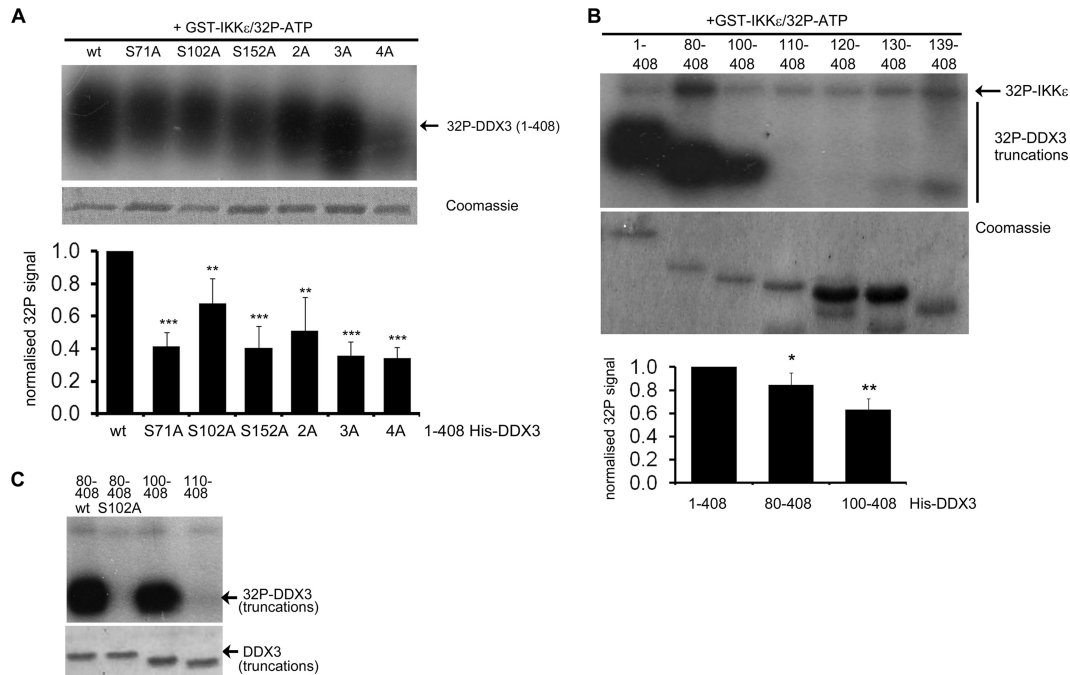 A
+ GST-IKKε/32P-ATP
wt S71A S102A S152A 2A 3A 4A
32P-DDX3 (1-408)
Coomassie
normalised 32P signal
1.0
0.8
0.6
0.4
0.2
0.0
***
**
***
**
***
***
wt S71A S102A S152A 2A 3A 4A 1-408 His-DDX3
B
+GST-IKKε/32P-ATP
1- 80- 100- 110- 120- 130- 139-
408 408 408 408 408 408 408
32P-IKKε
32P-DDX3
truncations
Coomassie
normalised 32P signal
1.0
0.8
0.6
0.4
0.2
0.0
*
**
1-408 80-408 100-408 His-DDX3
C
80- 80- 100- 110-
408 408 408 408
wt S102A
32P-DDX3
(truncations)
DDX3
(truncations)